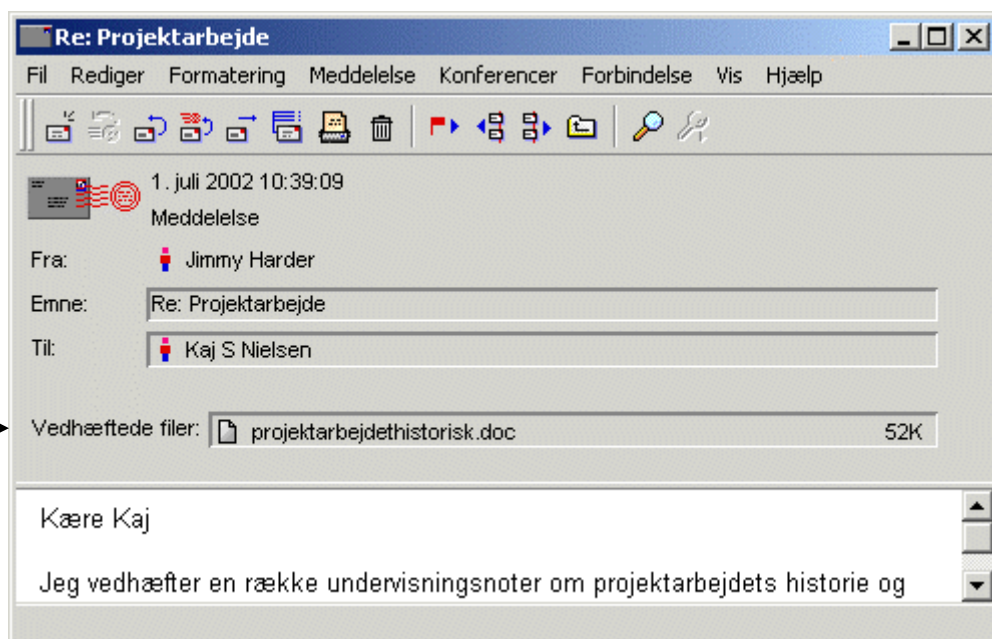 Re: Projektarbejde
Fil Rediger Formatering Meddelelse Konferencer Forbindelse Vis Hjælp
1. juli 2002 10:39:09
Meddelelse
Fra: Jimmy Harder
Emne: Re: Projektarbejde
Til: Kaj S Nielsen
Vedhæftede filer: projektarbejdethistorisk.doc 52K
Kære Kaj
Jeg vedhæfter en række undervisningsnoter om projektarbejdets historie og